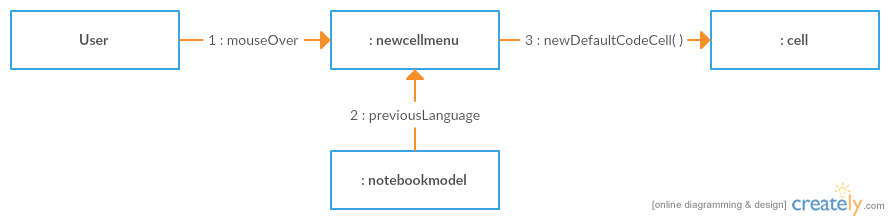 User
1 : mouseOver
: newcellmenu
3 : newDefaultCodeCell( )
: cell
2 : previousLanguage
: notebookmodel
[online diagramming & design] creately.com